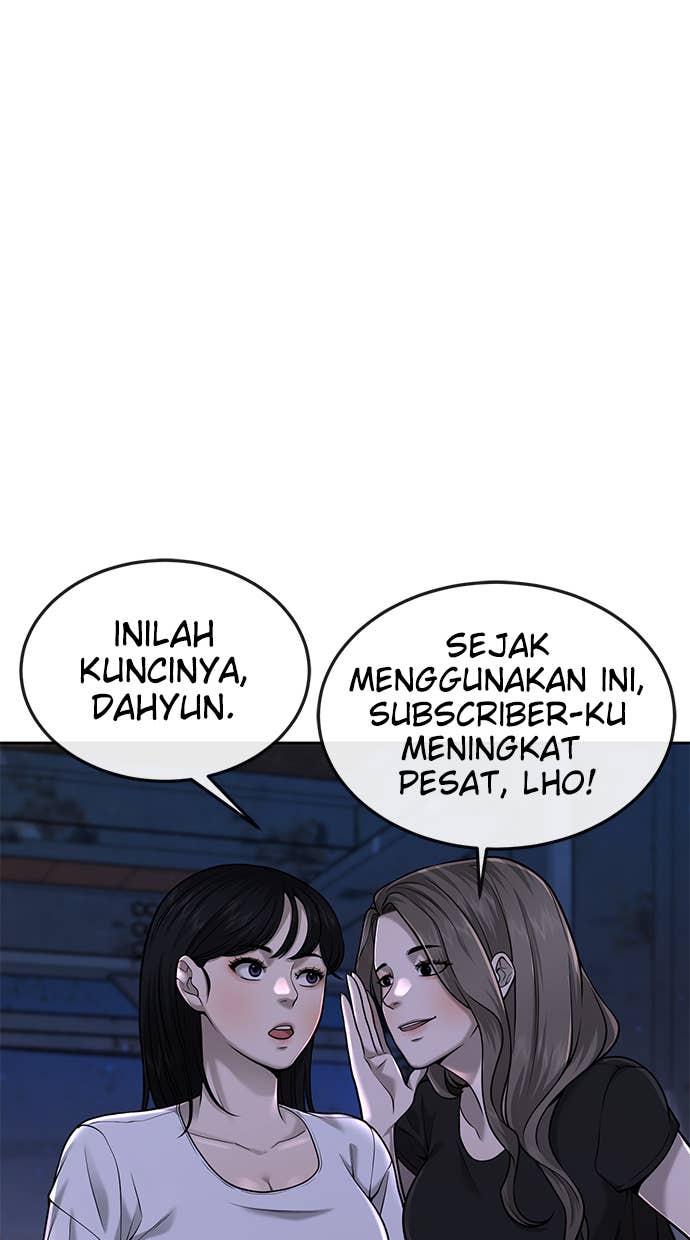 INILAH
KUNCINYA,
DAHYUN.
SEJAK
MENGGUNAKAN INI,
SUBSCRIBER-KU
MENINGKAT
PESAT, LHO!